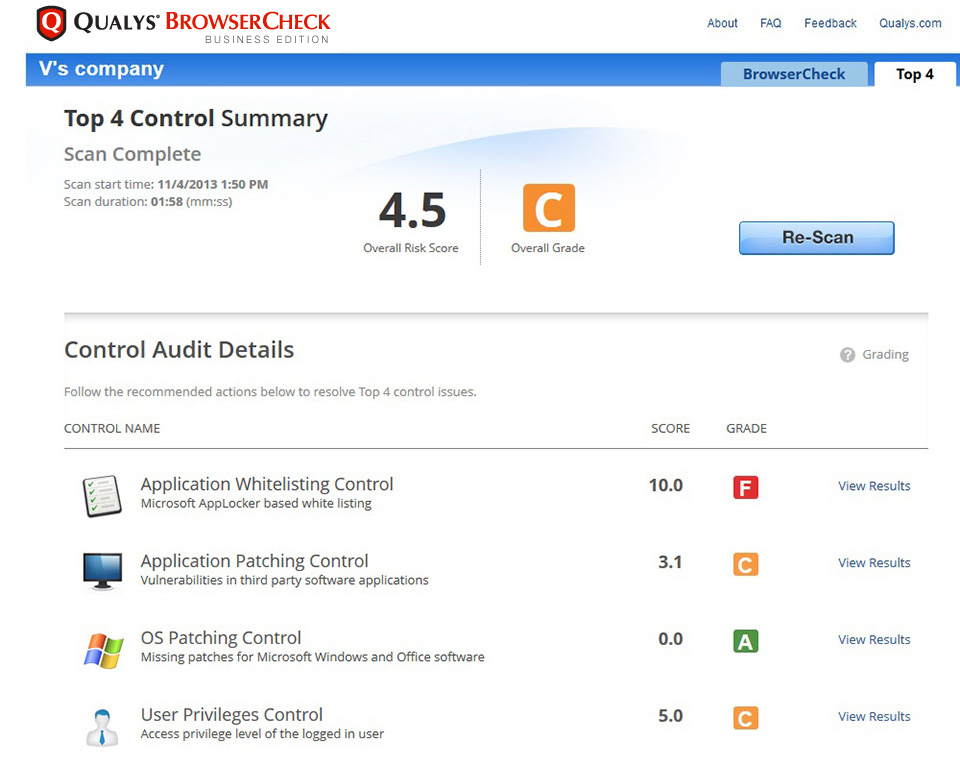 QUALYS® BROWSERCHECK
BUSINESS EDITION
About FAQ Feedback Qualys.com
V's company
BrowserCheck Top 4
Top 4 Control Summary
Scan Complete
Scan start time: 11/4/2013 1:50 PM
Scan duration: 01:58 (mm:ss)
4.5
Overall Risk Score
C
Overall Grade
Re-Scan
Control Audit Details
? Grading
Follow the recommended actions below to resolve Top 4 control issues.
CONTROL NAME SCORE GRADE
Application Whitelisting Control
Microsoft AppLocker based white listing
10.0 F View Results
Application Patching Control
Vulnerabilities in third party software applications
3.1 C View Results
OS Patching Control
Missing patches for Microsoft Windows and Office software
0.0 A View Results
User Privileges Control
Access privilege level of the logged in user
5.0 C View Results